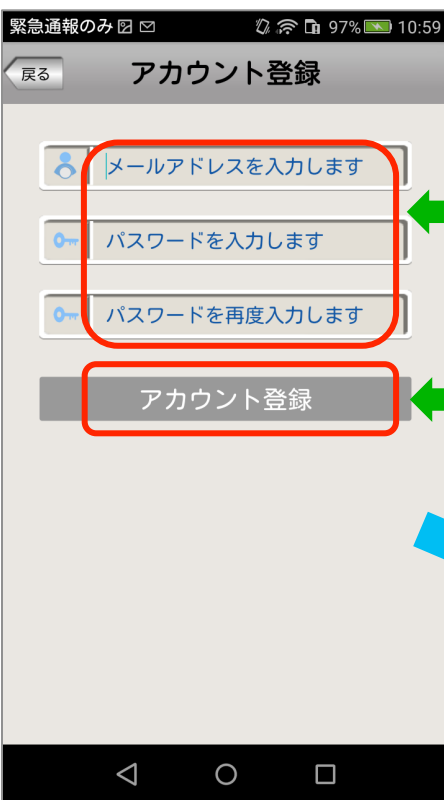 緊急通報のみ 97% 10:59
戻る アカウント登録
メールアドレスを入力します
パスワードを入力します
パスワードを再度入力します
アカウント登録